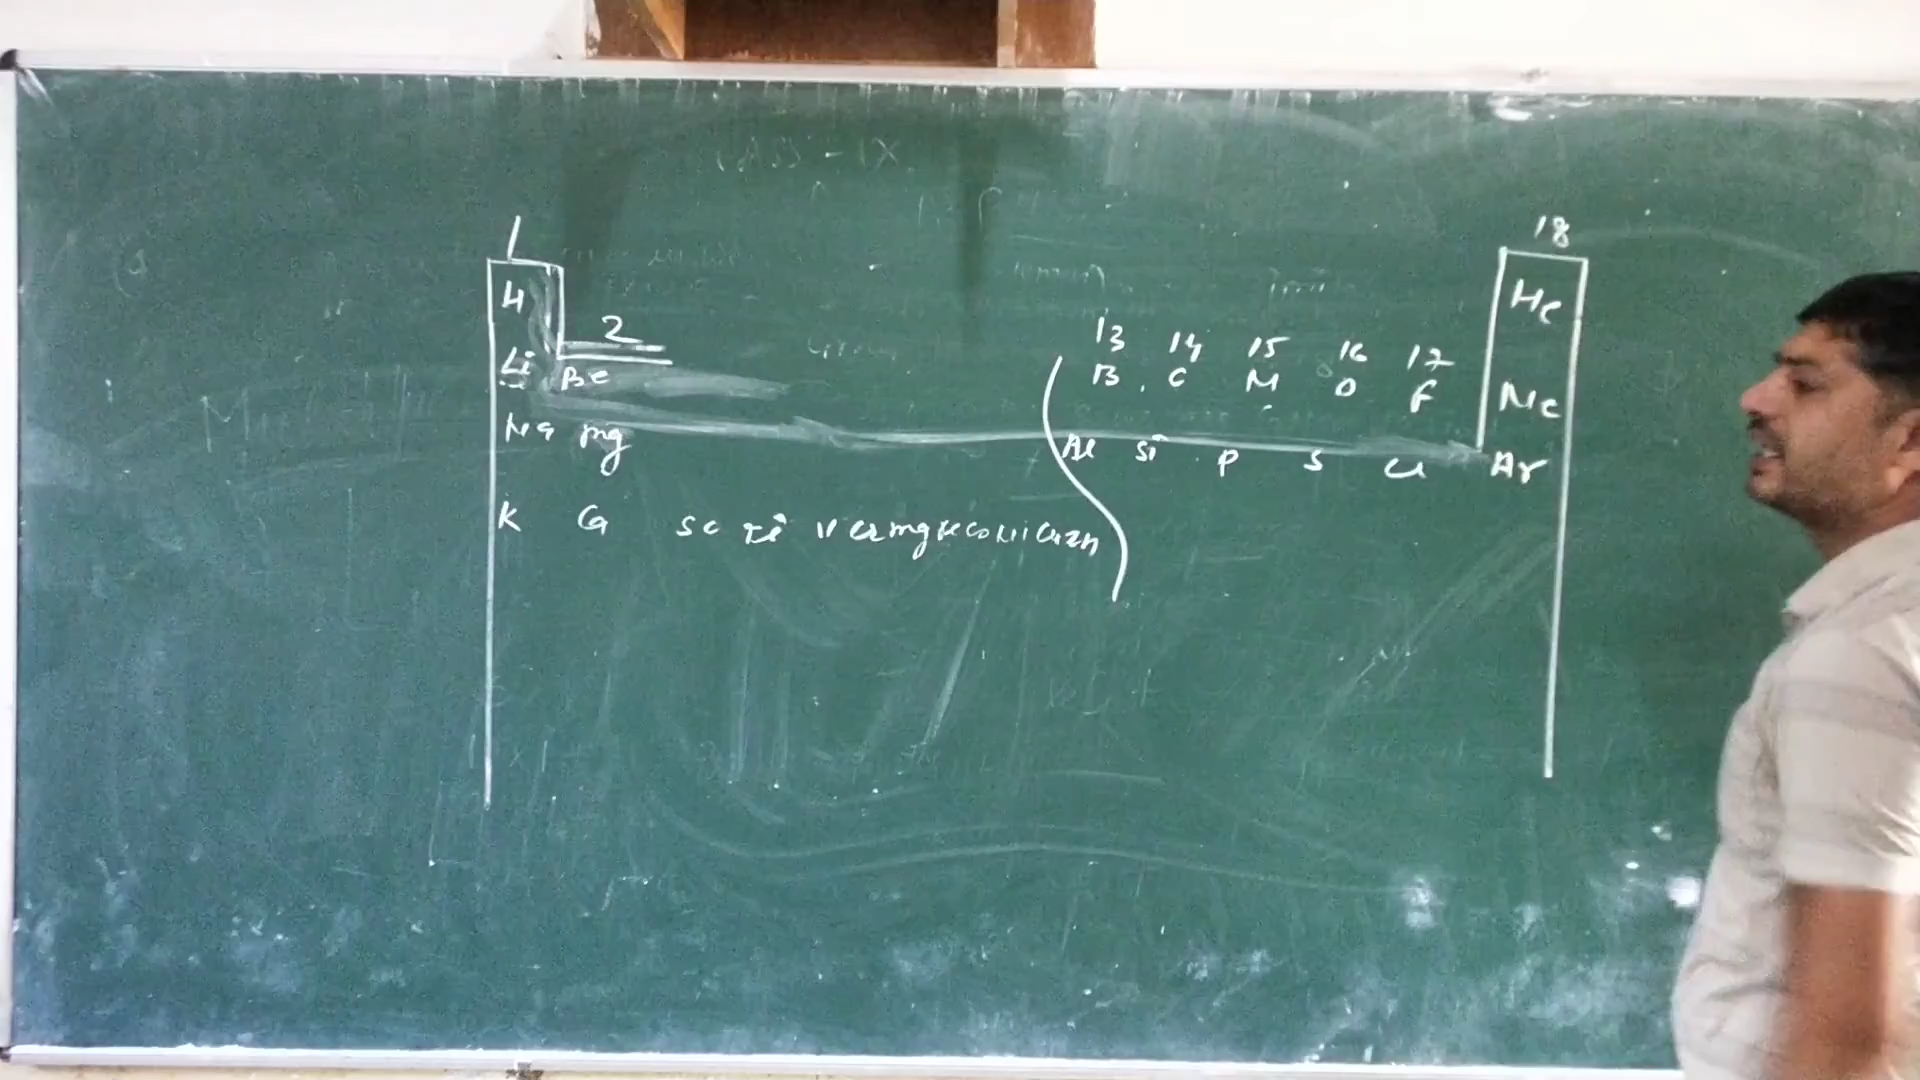 1 18
H He
2 13 14 15 16 17
Li Be B C N O F Ne
Na mg Al Si P S Cl Ar
K Ca Sc Ti V Cr mg Fe Co Ni Cu Zn